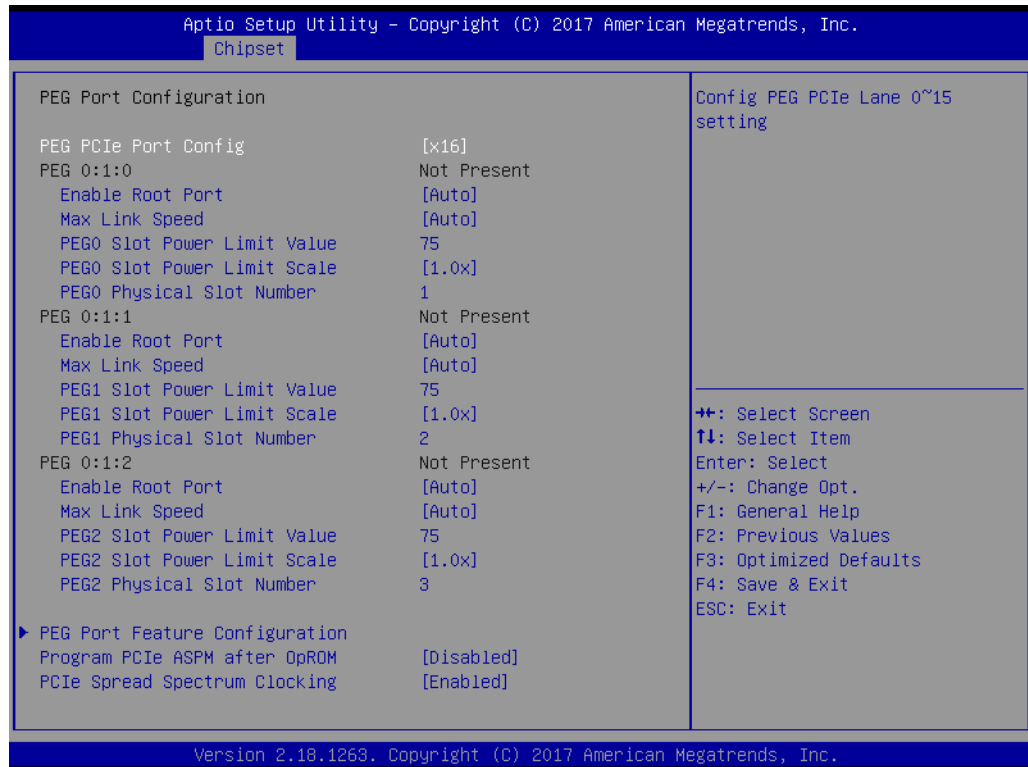 Aptio Setup Utility – Copyright (C) 2017 American Megatrends, Inc.
Chipset
PEG Port Configuration
PEG PCIe Port Config [x16]
PEG 0:1:0 Not Present
Enable Root Port [Auto]
Max Link Speed [Auto]
PEG0 Slot Power Limit Value 75
PEG0 Slot Power Limit Scale [1.0x]
PEG0 Physical Slot Number 1
PEG 0:1:1 Not Present
Enable Root Port [Auto]
Max Link Speed [Auto]
PEG1 Slot Power Limit Value 75
PEG1 Slot Power Limit Scale [1.0x]
PEG1 Physical Slot Number 2
PEG 0:1:2 Not Present
Enable Root Port [Auto]
Max Link Speed [Auto]
PEG2 Slot Power Limit Value 75
PEG2 Slot Power Limit Scale [1.0x]
PEG2 Physical Slot Number 3
PEG Port Feature Configuration
Program PCIe ASPM after OpROM [Disabled]
PCIe Spread Spectrum Clocking [Enabled]
Config PEG PCIe Lane 0~15
setting
→←: Select Screen
↑↓: Select Item
Enter: Select
+/-: Change Opt.
F1: General Help
F2: Previous Values
F3: Optimized Defaults
F4: Save & Exit
ESC: Exit
Version 2.18.1263. Copyright (C) 2017 American Megatrends, Inc.